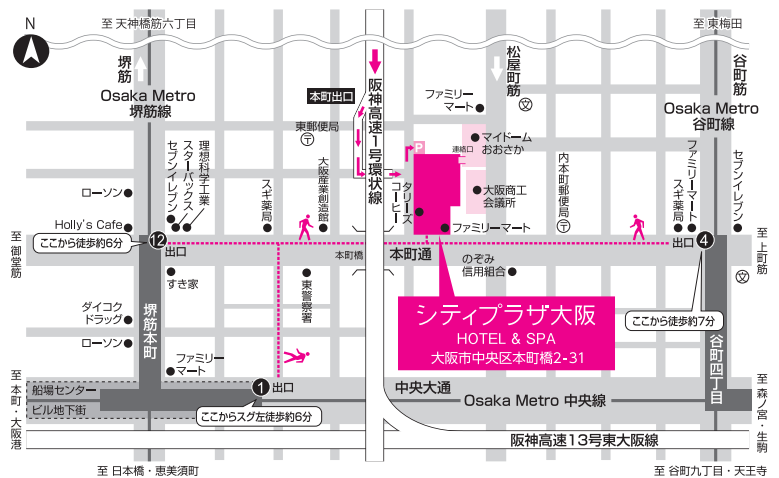 N
至 天神橋筋六丁目
至 東梅田
堺筋
Osaka Metro
堺筋線
本町出口
阪神高速1号環状線
松屋町筋
ファミリー
マート
谷町筋
Osaka Metro
谷町線
東郵便局
〒
P
連絡口
マイドーム
おおさか
文
理想科学工業
スターバックス
セブンイレブン
スギ薬局
大阪産業創造館
タリーズ
コーヒー
大阪商工
会議所
内本町郵便局
〒
ファミリーマート
スギ薬局
セブンイレブン
ローソン
Holly's Cafe
ファミリーマート
ここから徒歩約6分
12
出口
至 御堂筋
本町橋
本町通
のぞみ
信用組合
出口
4
至 上町筋
文
すき家
東警察署
シティプラザ大阪
HOTEL & SPA
大阪市中央区本町橋2-31
ここから徒歩約7分
ダイコク
ドラッグ
ローソン
堺筋本町
谷町四丁目
ファミリー
マート
至 本町・大阪港
船場センター
ビル地下街
1
出口
ここからスグ左徒歩約6分
中央大通
Osaka Metro 中央線
至 森ノ宮・生駒
阪神高速13号東大阪線
至 日本橋・恵美須町
至 谷町九丁目・天王寺